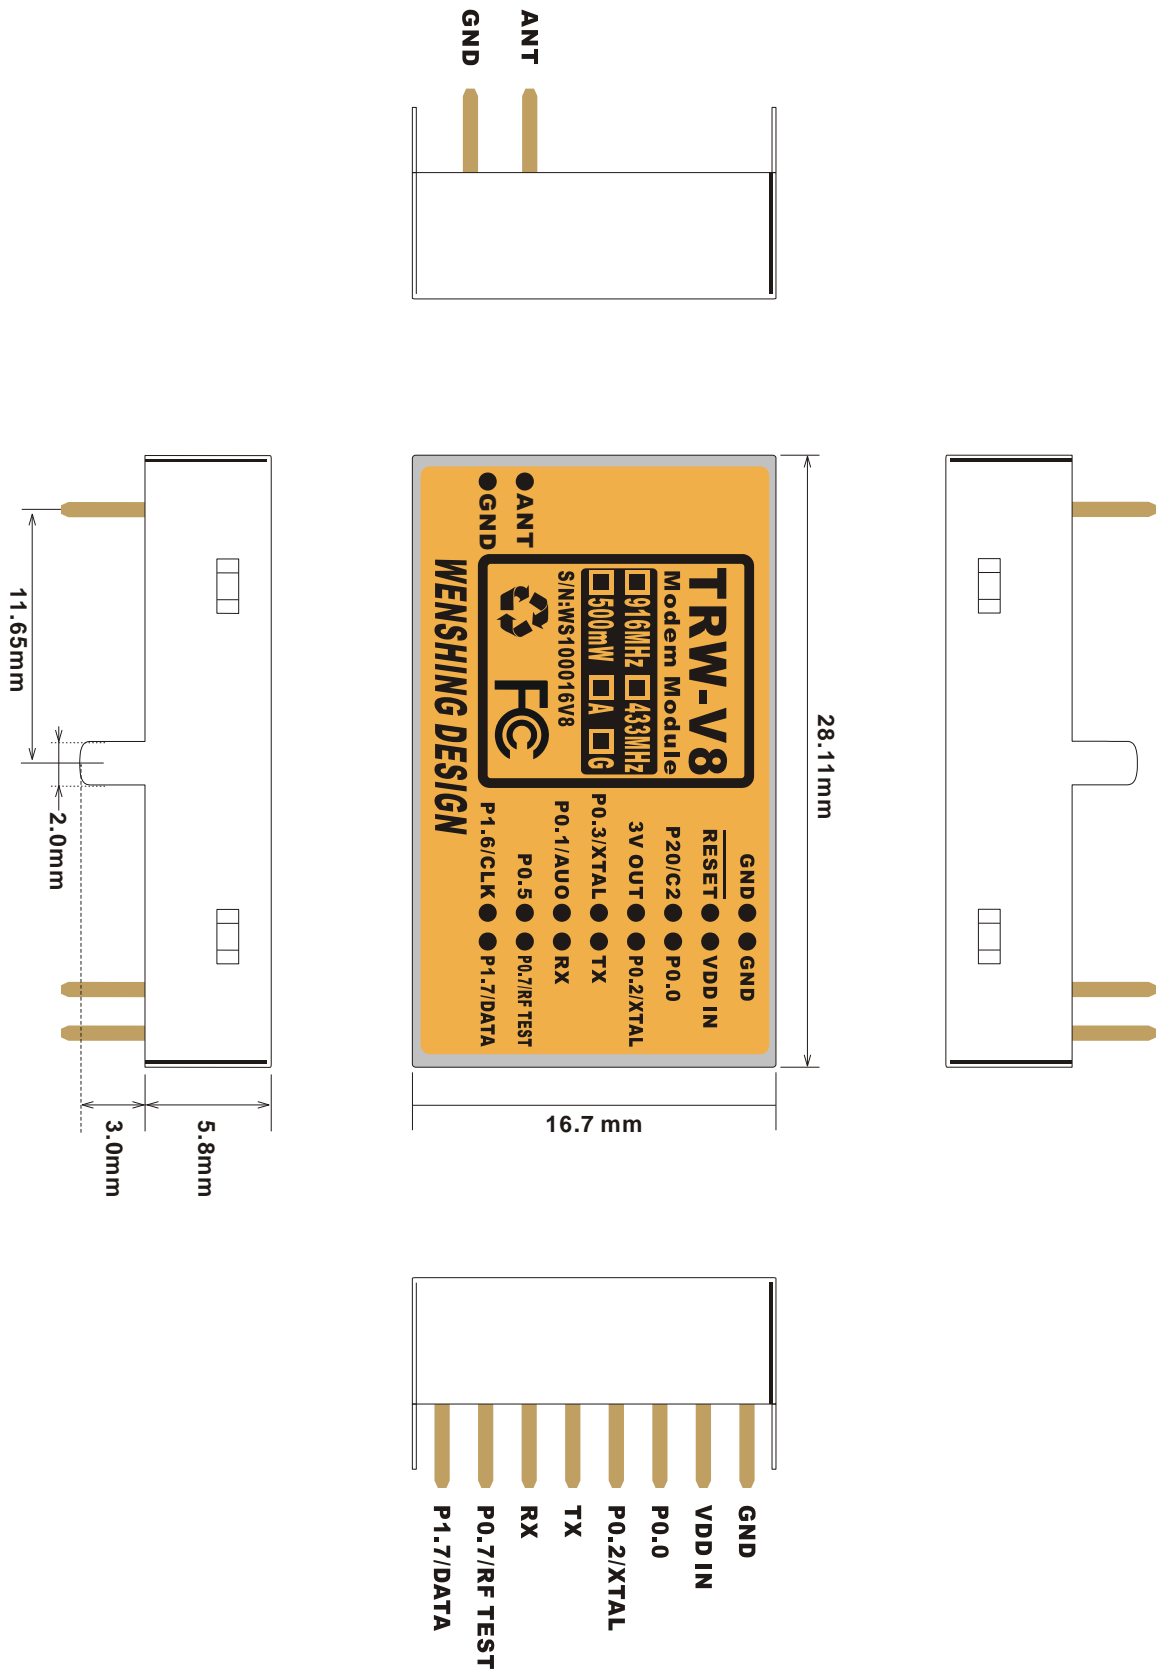 GND
ANT
ANT
GND
TRW-V8
Modem Module
916MHz 433MHz
500mW A G
S/N:WS100016V8
FC
WENSHING DESIGN
GND
RESET
P20/C2
3V OUT
P0.3/XTAL
P0.1/AUO
P0.5
P1.6/CLK
GND
VDD IN
P0.0
P0.2/XTAL
TX
RX
P0.7/RF TEST
P1.7/DATA
28.11mm
16.7 mm
11.65mm
2.0mm
3.0mm
5.8mm
GND
VDD IN
P0.0
P0.2/XTAL
TX
RX
P0.7/RF TEST
P1.7/DATA